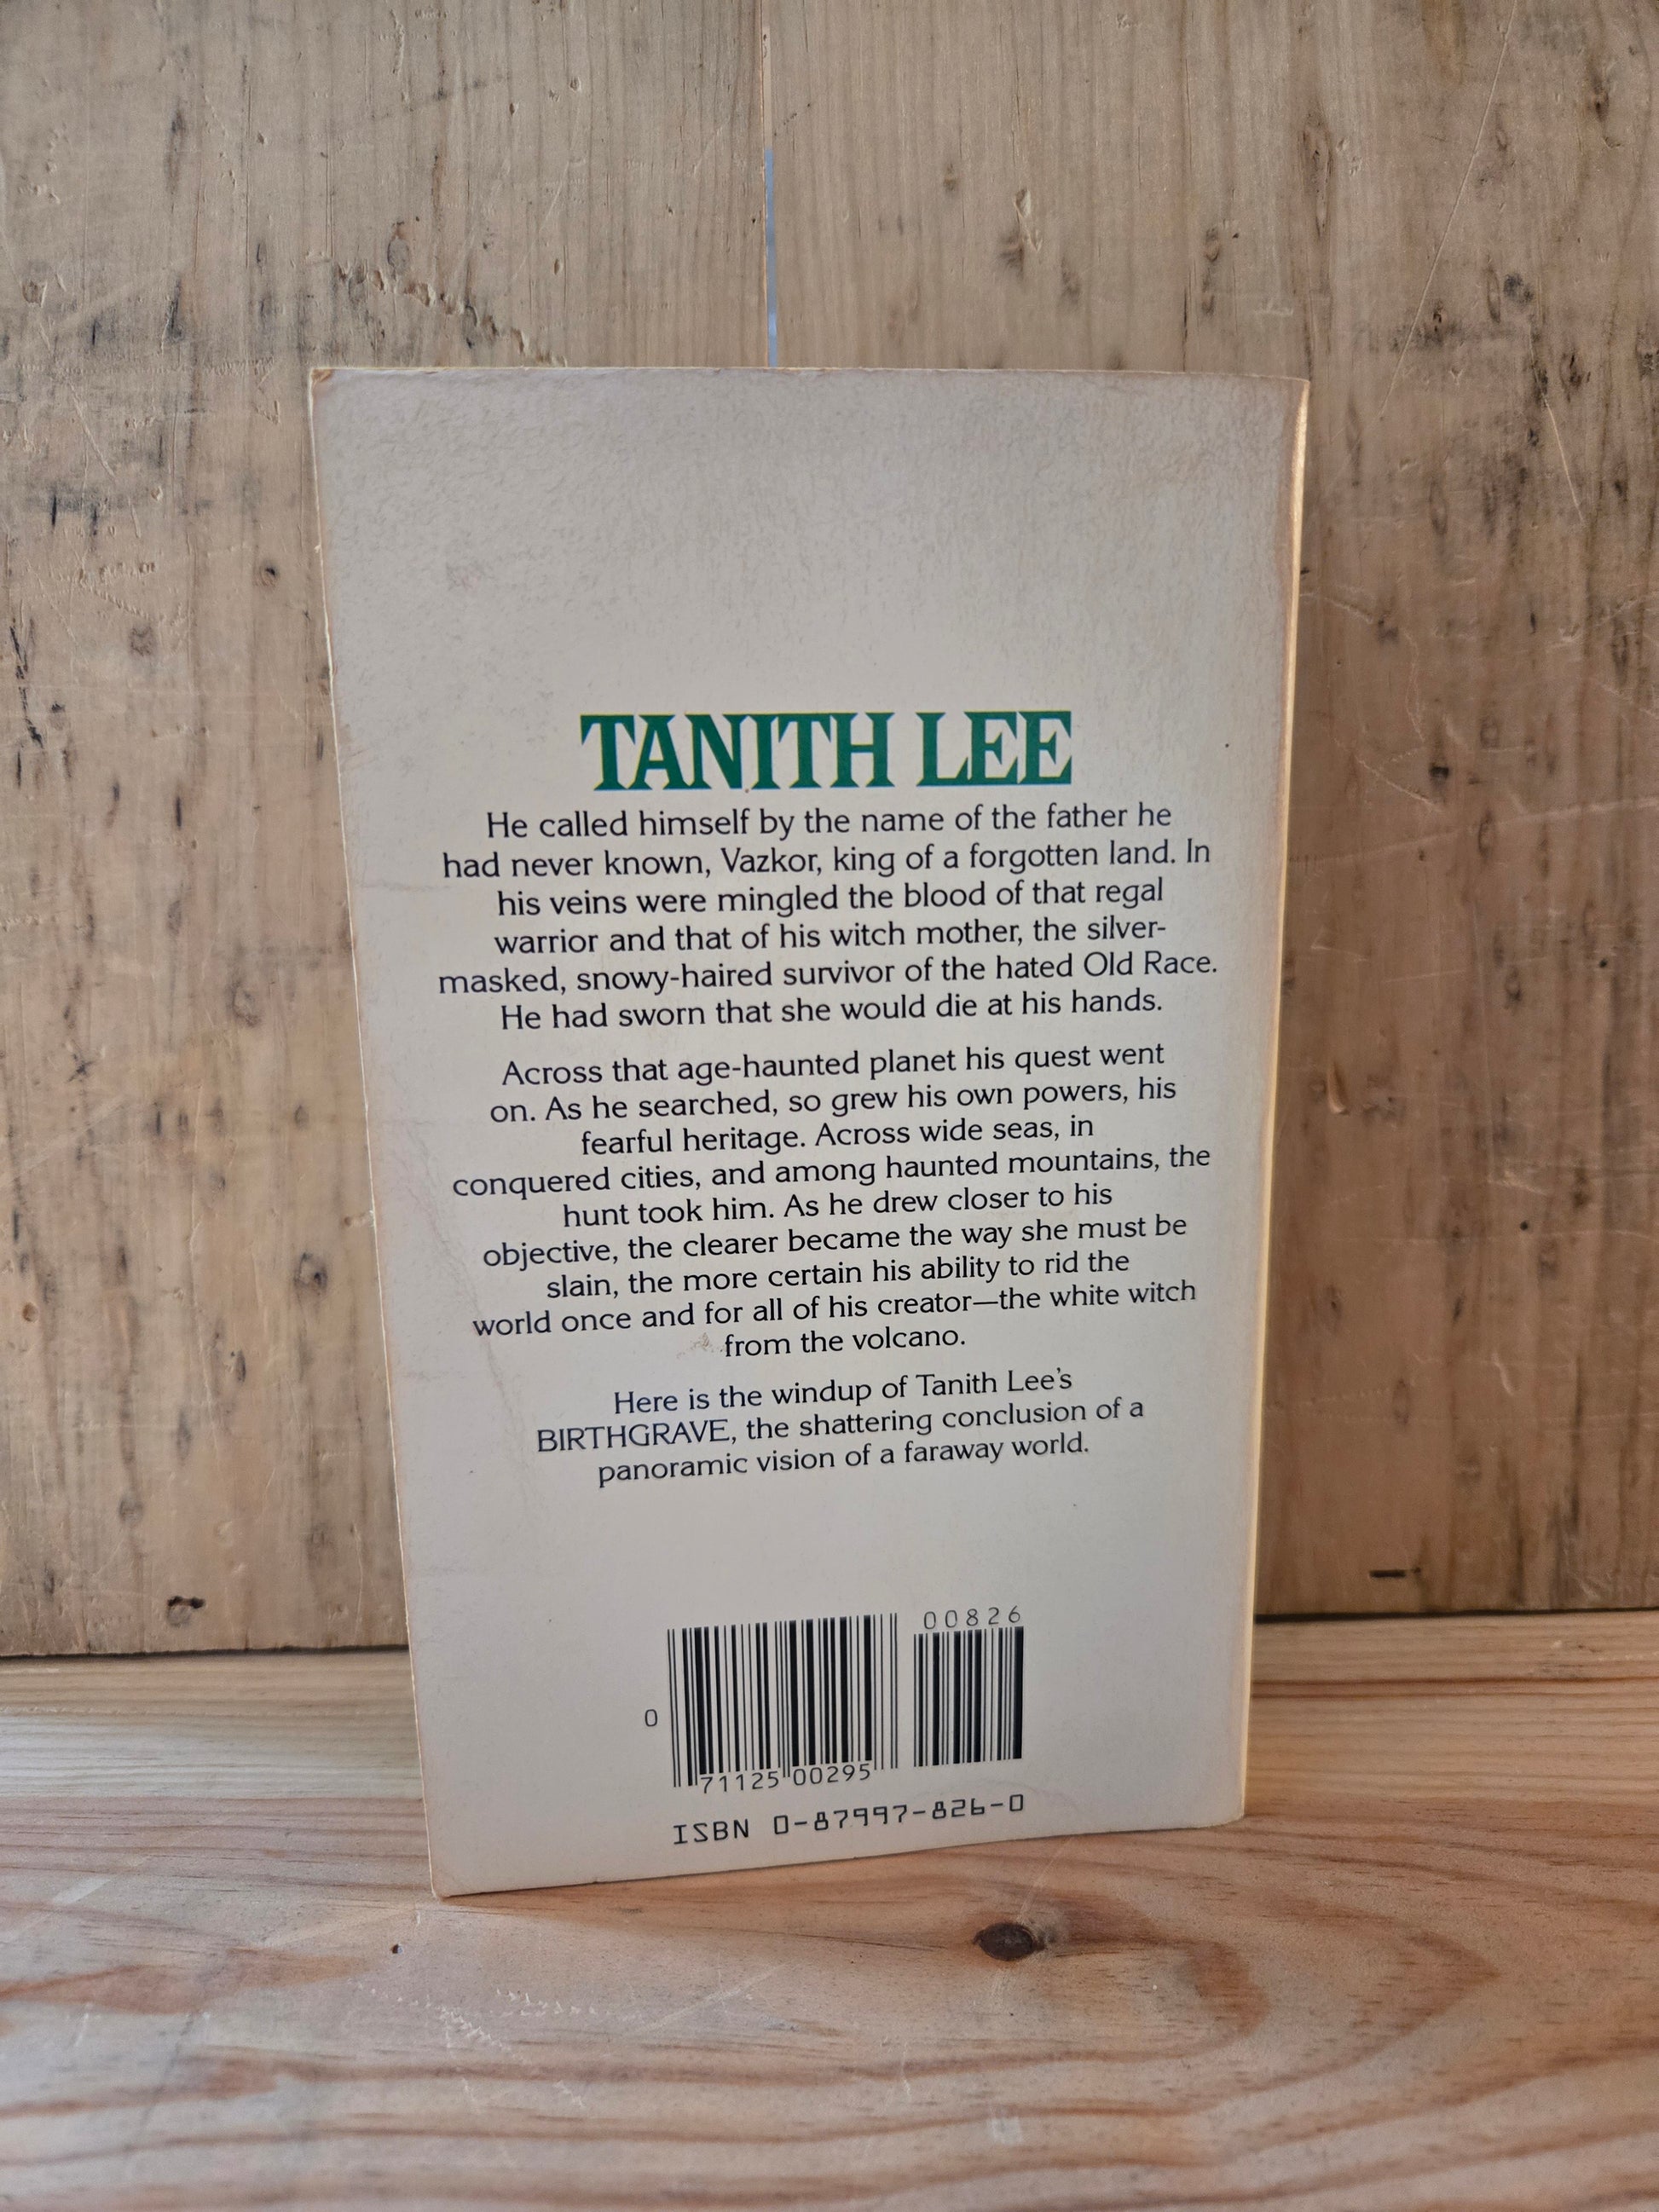 TANITH LEE
He called himself by the name of the father he
had never known, Vazkor, king of a forgotten land. In
his veins were mingled the blood of that regal
warrior and that of his witch mother, the silver-
masked, snowy-haired survivor of the hated Old Race.
He had sworn that she would die at his hands.
Across that age-haunted planet his quest went
on. As he searched, so grew his own powers, his
fearful heritage. Across wide seas, in
conquered cities, and among haunted mountains, the
hunt took him. As he drew closer to his
objective, the clearer became the way she must be
slain, the more certain his ability to rid the
world once and for all of his creator—the white witch
from the volcano.
Here is the windup of Tanith Lee's
BIRTHGRAVE, the shattering conclusion of a
panoramic vision of a faraway world.
00826
0
71125 00295
ISBN 0-87997-826-0